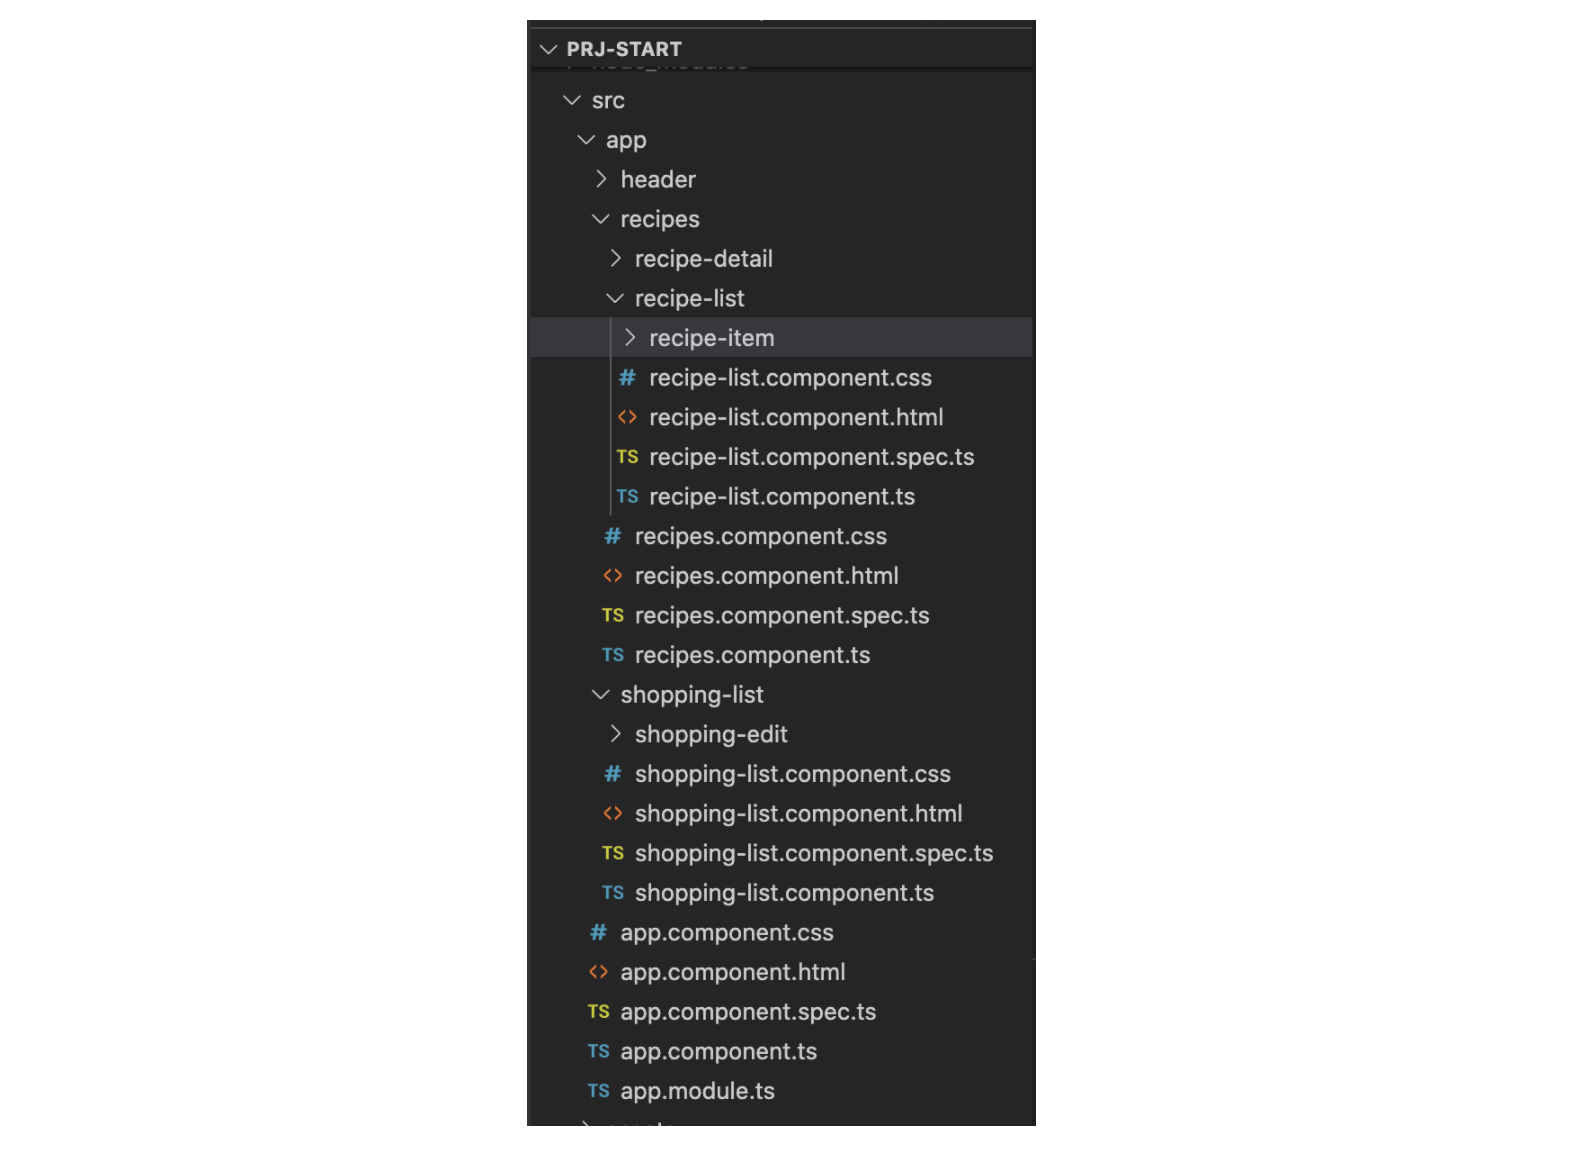 PRJ-START
src
app
header
recipes
recipe-detail
recipe-list
recipe-item
# recipe-list.component.css
<> recipe-list.component.html
TS recipe-list.component.spec.ts
TS recipe-list.component.ts
# recipes.component.css
<> recipes.component.html
TS recipes.component.spec.ts
TS recipes.component.ts
shopping-list
shopping-edit
# shopping-list.component.css
<> shopping-list.component.html
TS shopping-list.component.spec.ts
TS shopping-list.component.ts
# app.component.css
<> app.component.html
TS app.component.spec.ts
TS app.component.ts
TS app.module.ts